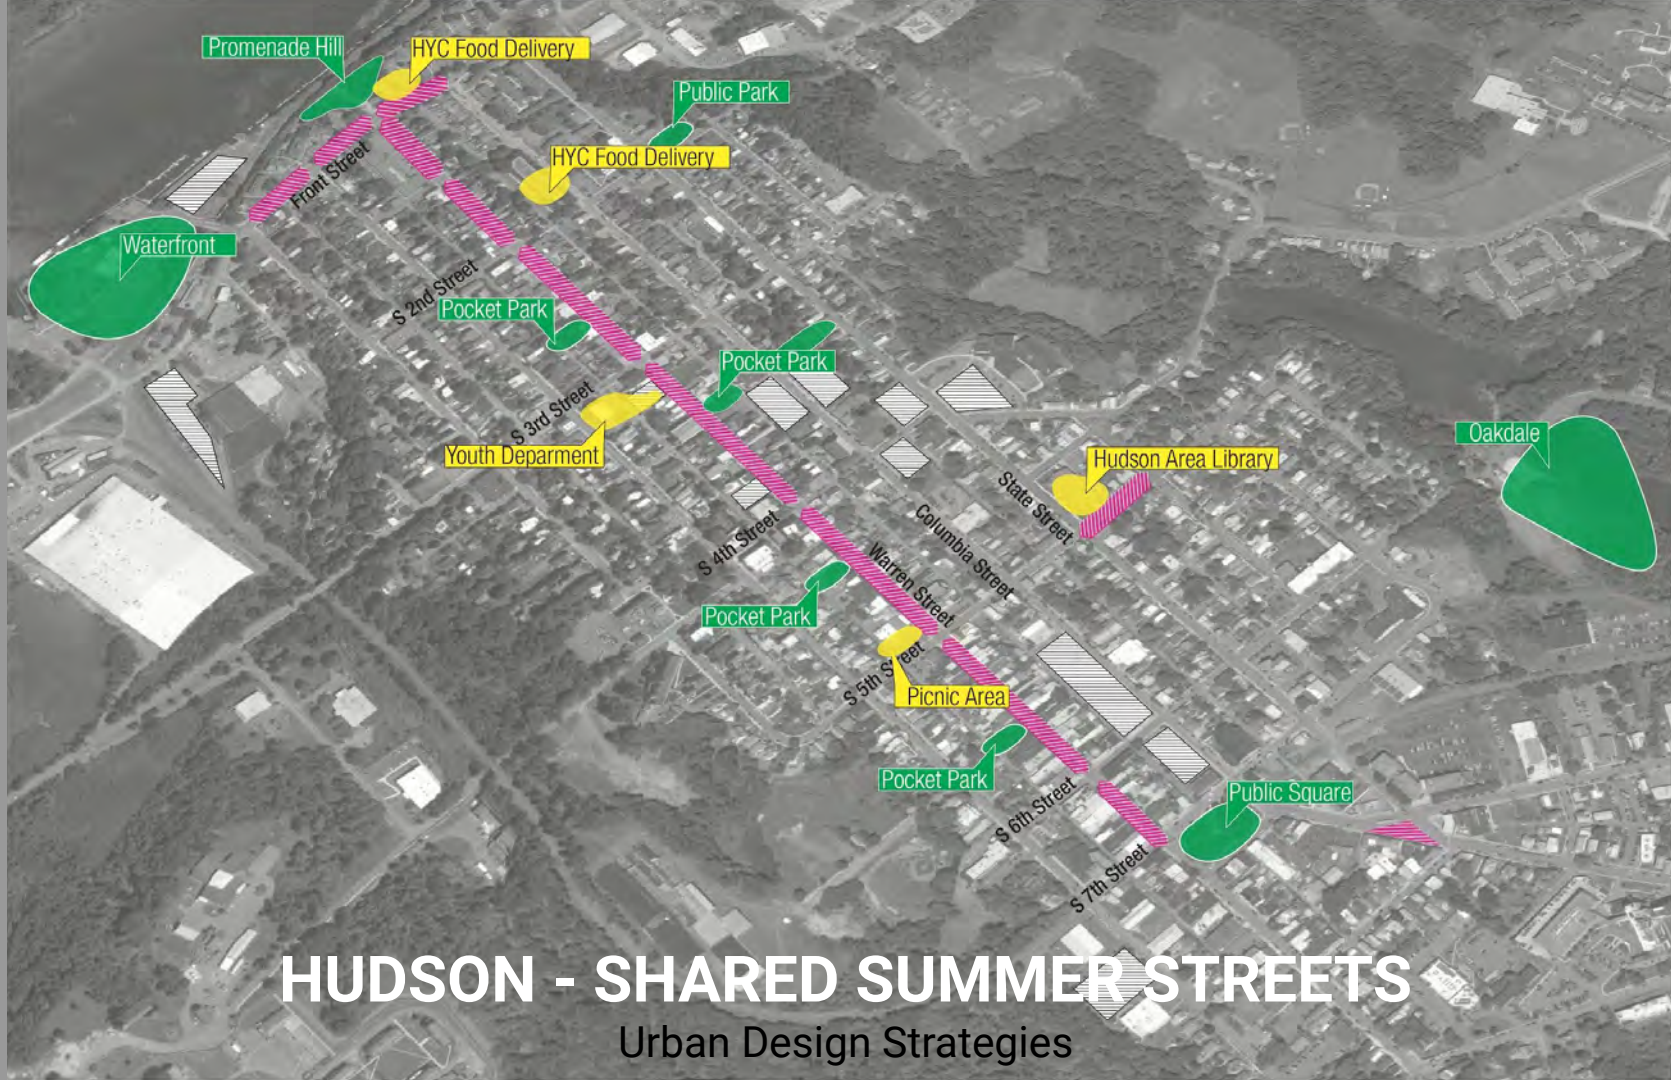 Promenade Hill
HYC Food Delivery
Public Park
HYC Food Delivery
Front Street
Waterfront
S 2nd Street
Pocket Park
Pocket Park
S 3rd Street
Youth Deparment
Oakdale
Hudson Area Library
State Street
Columbia Street
S 4th Street
Warren Street
Pocket Park
S 5th Street
Picnic Area
Pocket Park
Public Square
S 6th Street
S 7th Street
HUDSON - SHARED SUMMER STREETS
Urban Design Strategies